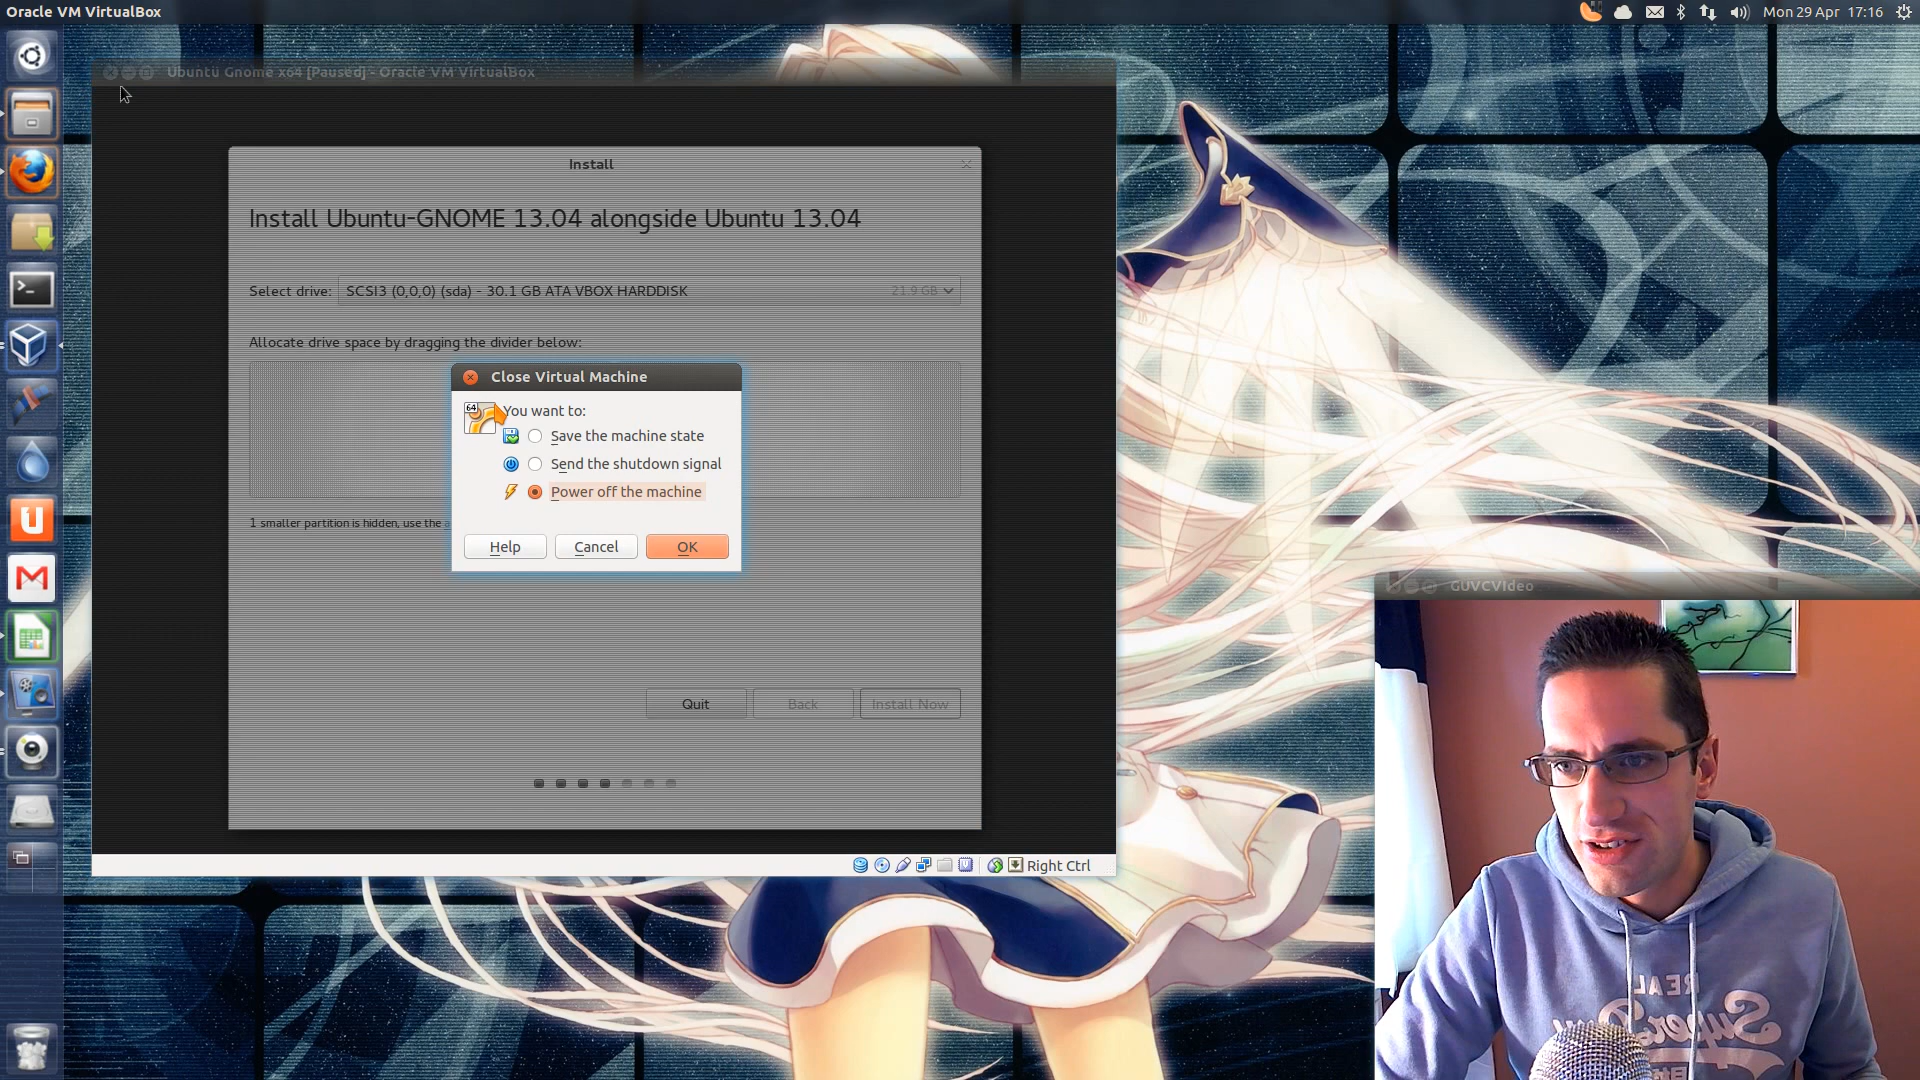 Oracle VM VirtualBox
Mon 29 Apr 17:16
Ubuntu Gnome x64 [Paused] - Oracle VM VirtualBox
Install
Install Ubuntu-GNOME 13.04 alongside Ubuntu 13.04
Select drive: SCSI3 (0,0,0) (sda) - 30.1 GB ATA VBOX HARDDISK 21.9 GB
Allocate drive space by dragging the divider below:
Close Virtual Machine
64
You want to:
Save the machine state
Send the shutdown signal
Power off the machine
1 smaller partition is hidden, use the
Help Cancel OK
Quit Back Install Now
Right Ctrl
GUVCVideo
REAL
Super